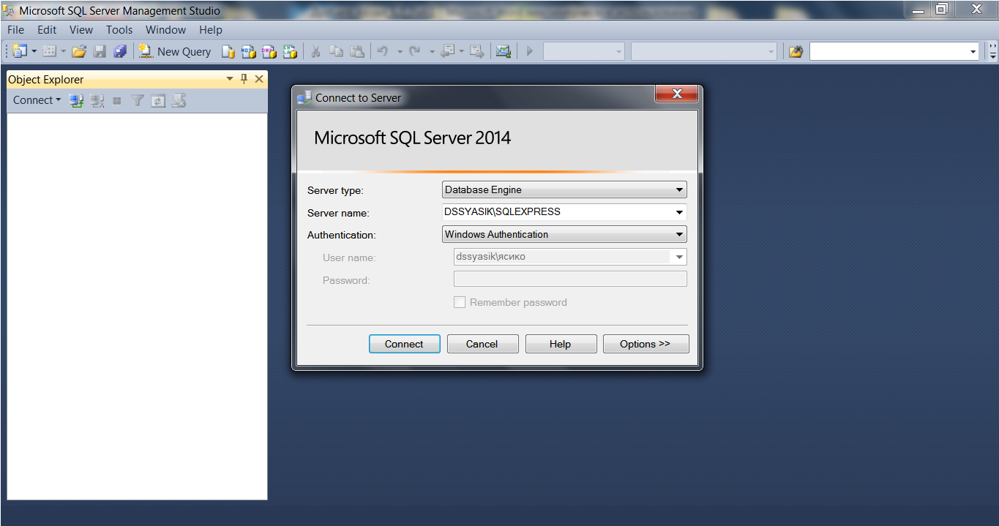 Microsoft SQL Server Management Studio
File Edit View Tools Window Help
New Query
Object Explorer
Connect
Connect to Server
Microsoft SQL Server 2014
Server type: Database Engine
Server name: DSSYASIK\SQLEXPRESS
Authentication: Windows Authentication
User name: dssyasik\ясико
Password:
Remember password
Connect Cancel Help Options >>